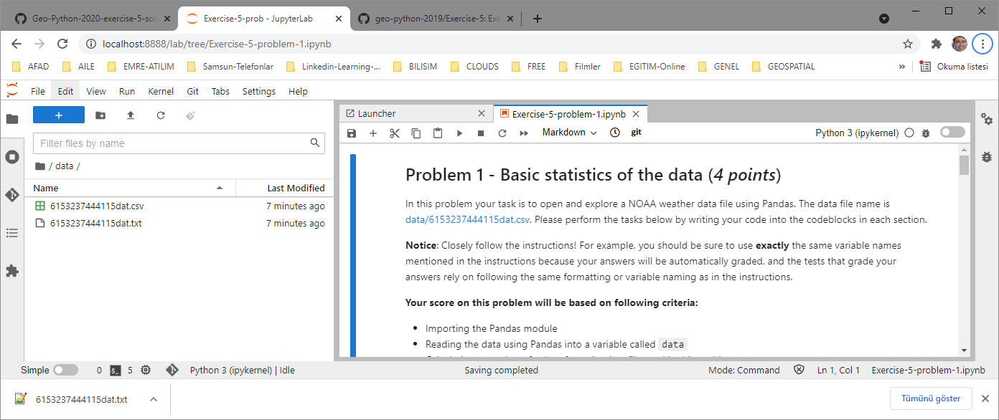 Geo-Python-2020-exercise-5-sol
Exercise-5-prob - JupyterLab
geo-python-2019/Exercise-5: Exe
localhost:8888/lab/tree/Exercise-5-problem-1.ipynb
AFAD AILE EMRE-ATILIM Samsun-Telefonlar Linkedin-Learning-... BILISIM CLOUDS FREE Filmler EGITIM-Online GENEL GEOSPATIAL » Okuma listesi
File Edit View Run Kernel Git Tabs Settings Help
Filter files by name
/ data /
Name Last Modified
6153237444115dat.csv 7 minutes ago
6153237444115dat.txt 7 minutes ago
Launcher
Exercise-5-problem-1.ipynb
Markdown git Python 3 (ipykernel)
Problem 1 - Basic statistics of the data (4 points)
In this problem your task is to open and explore a NOAA weather data file using Pandas. The data file name is
data/6153237444115dat.csv. Please perform the tasks below by writing your code into the codeblocks in each section.
Notice: Closely follow the instructions! For example, you should be sure to use exactly the same variable names
mentioned in the instructions because your answers will be automatically graded, and the tests that grade your
answers rely on following the same formatting or variable naming as in the instructions.
Your score on this problem will be based on following criteria:
• Importing the Pandas module
• Reading the data using Pandas into a variable called data
Simple 0 5 Python 3 (ipykernel) | Idle Saving completed Mode: Command Ln 1, Col 1 Exercise-5-problem-1.ipynb
6153237444115dat.txt
Tümünü göster